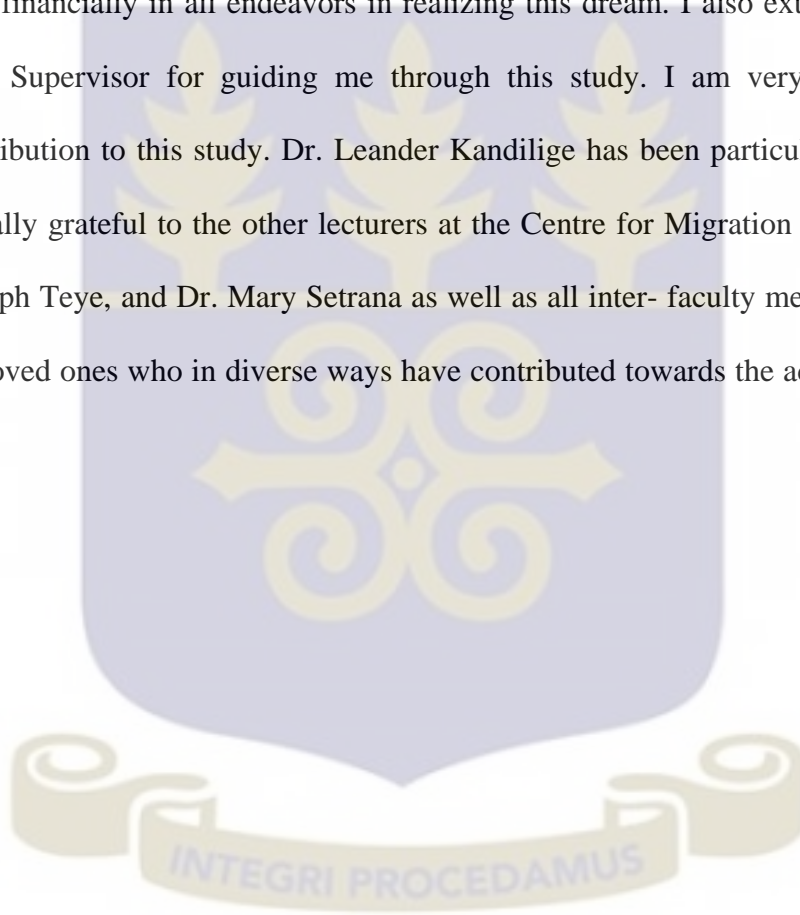 financially in all endeavors in realizing this dream. I also ext
Supervisor for guiding me through this study. I am very
ibution to this study. Dr. Leander Kandilige has been particu
ally grateful to the other lecturers at the Centre for Migration
ph Teye, and Dr. Mary Setrana as well as all inter- faculty me
oved ones who in diverse ways have contributed towards the ac
INTEGRI PROCEDAMUS